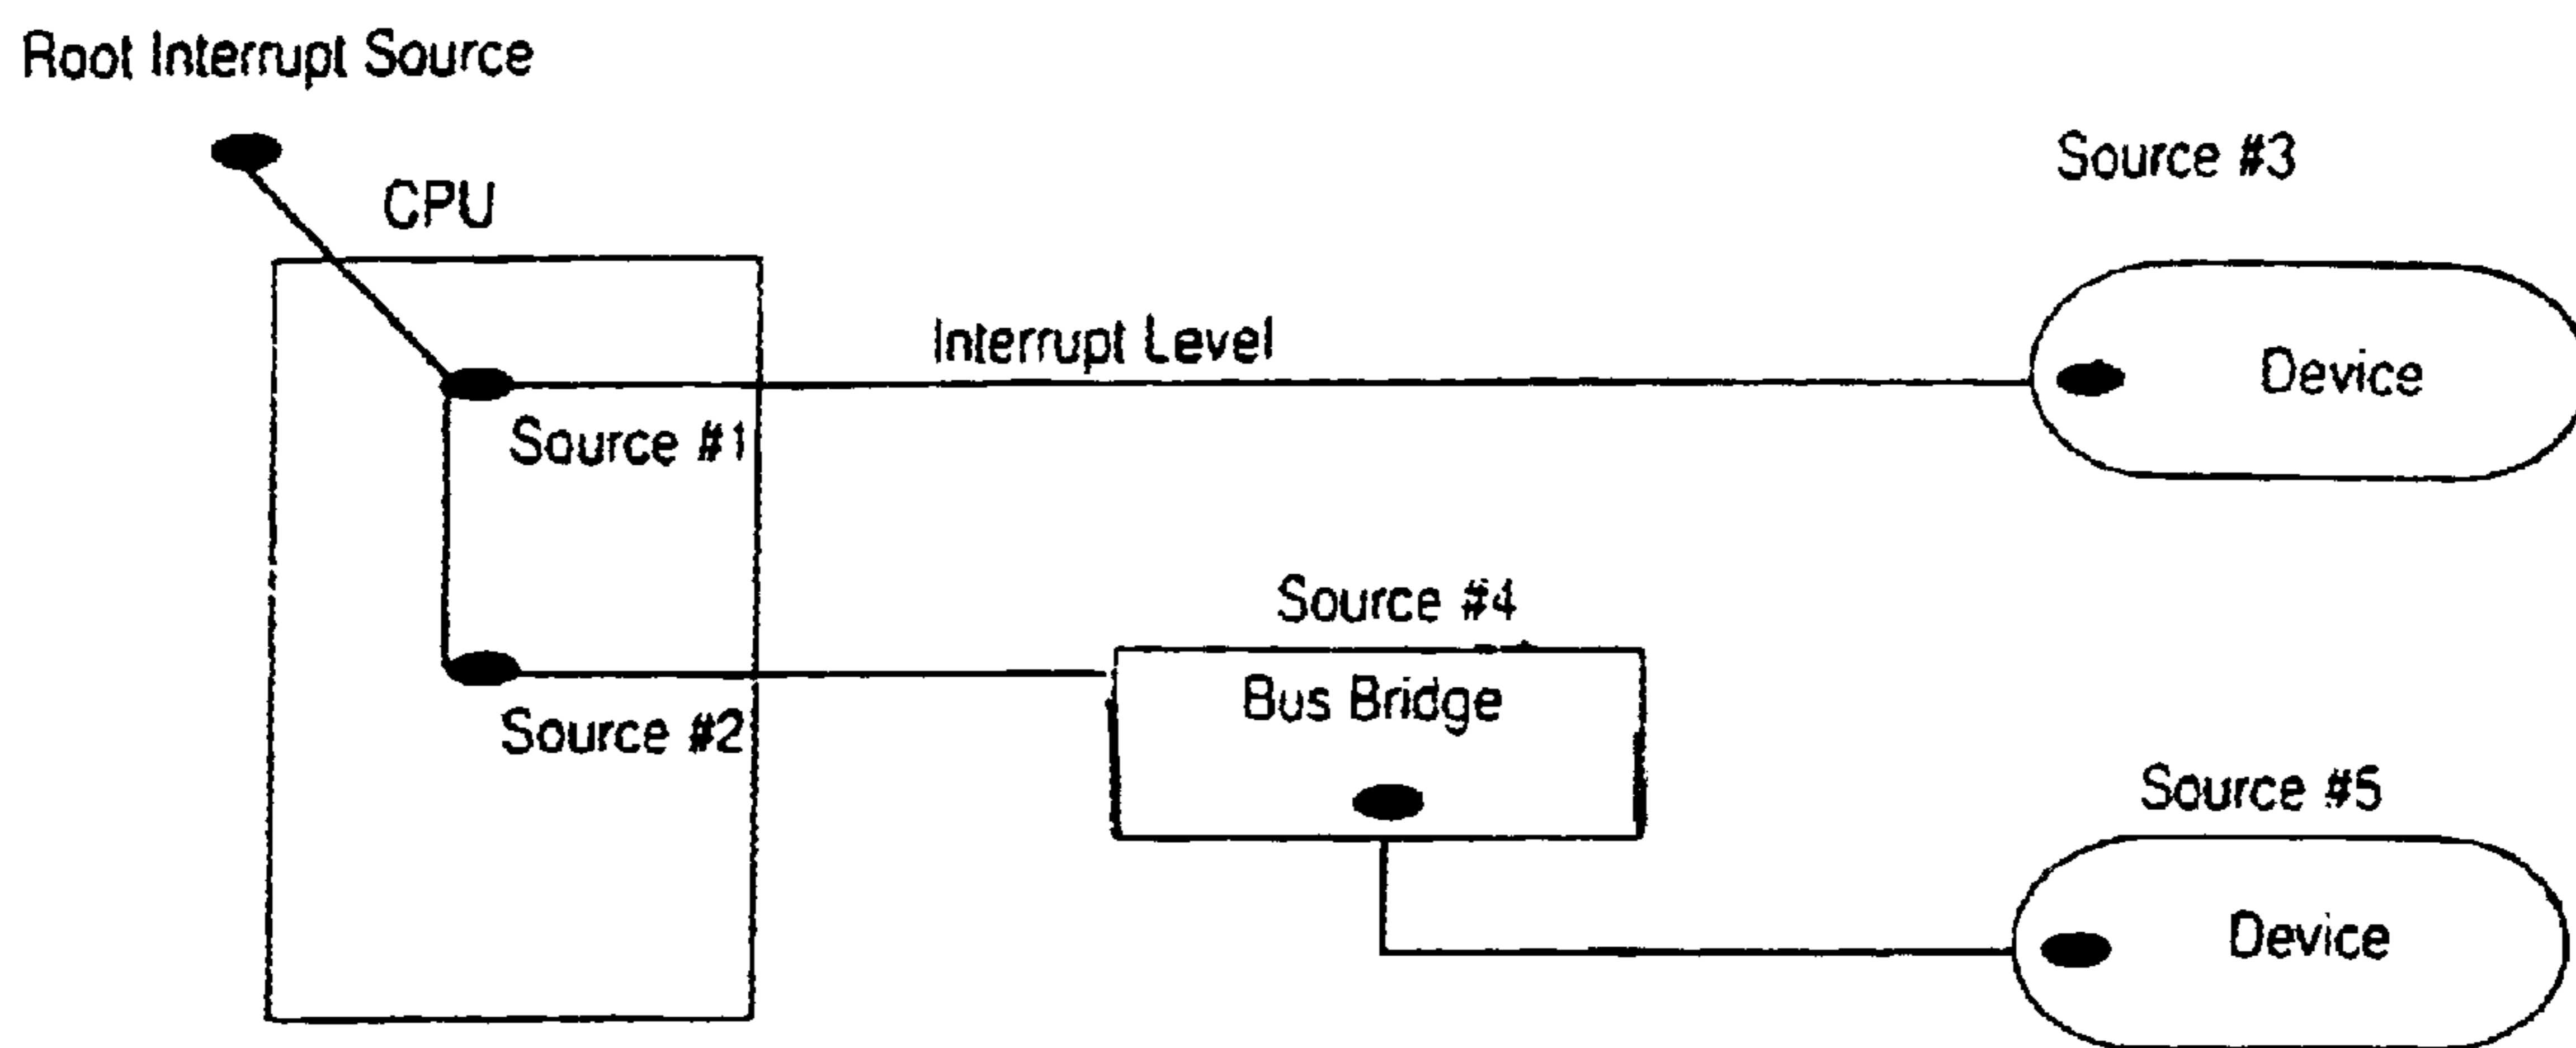 Root Interrupt Source
CPU
Source #3
Interrupt Level
Device
Source #1
Source #4
Bus Bridge
Source #2
Source #5
Device